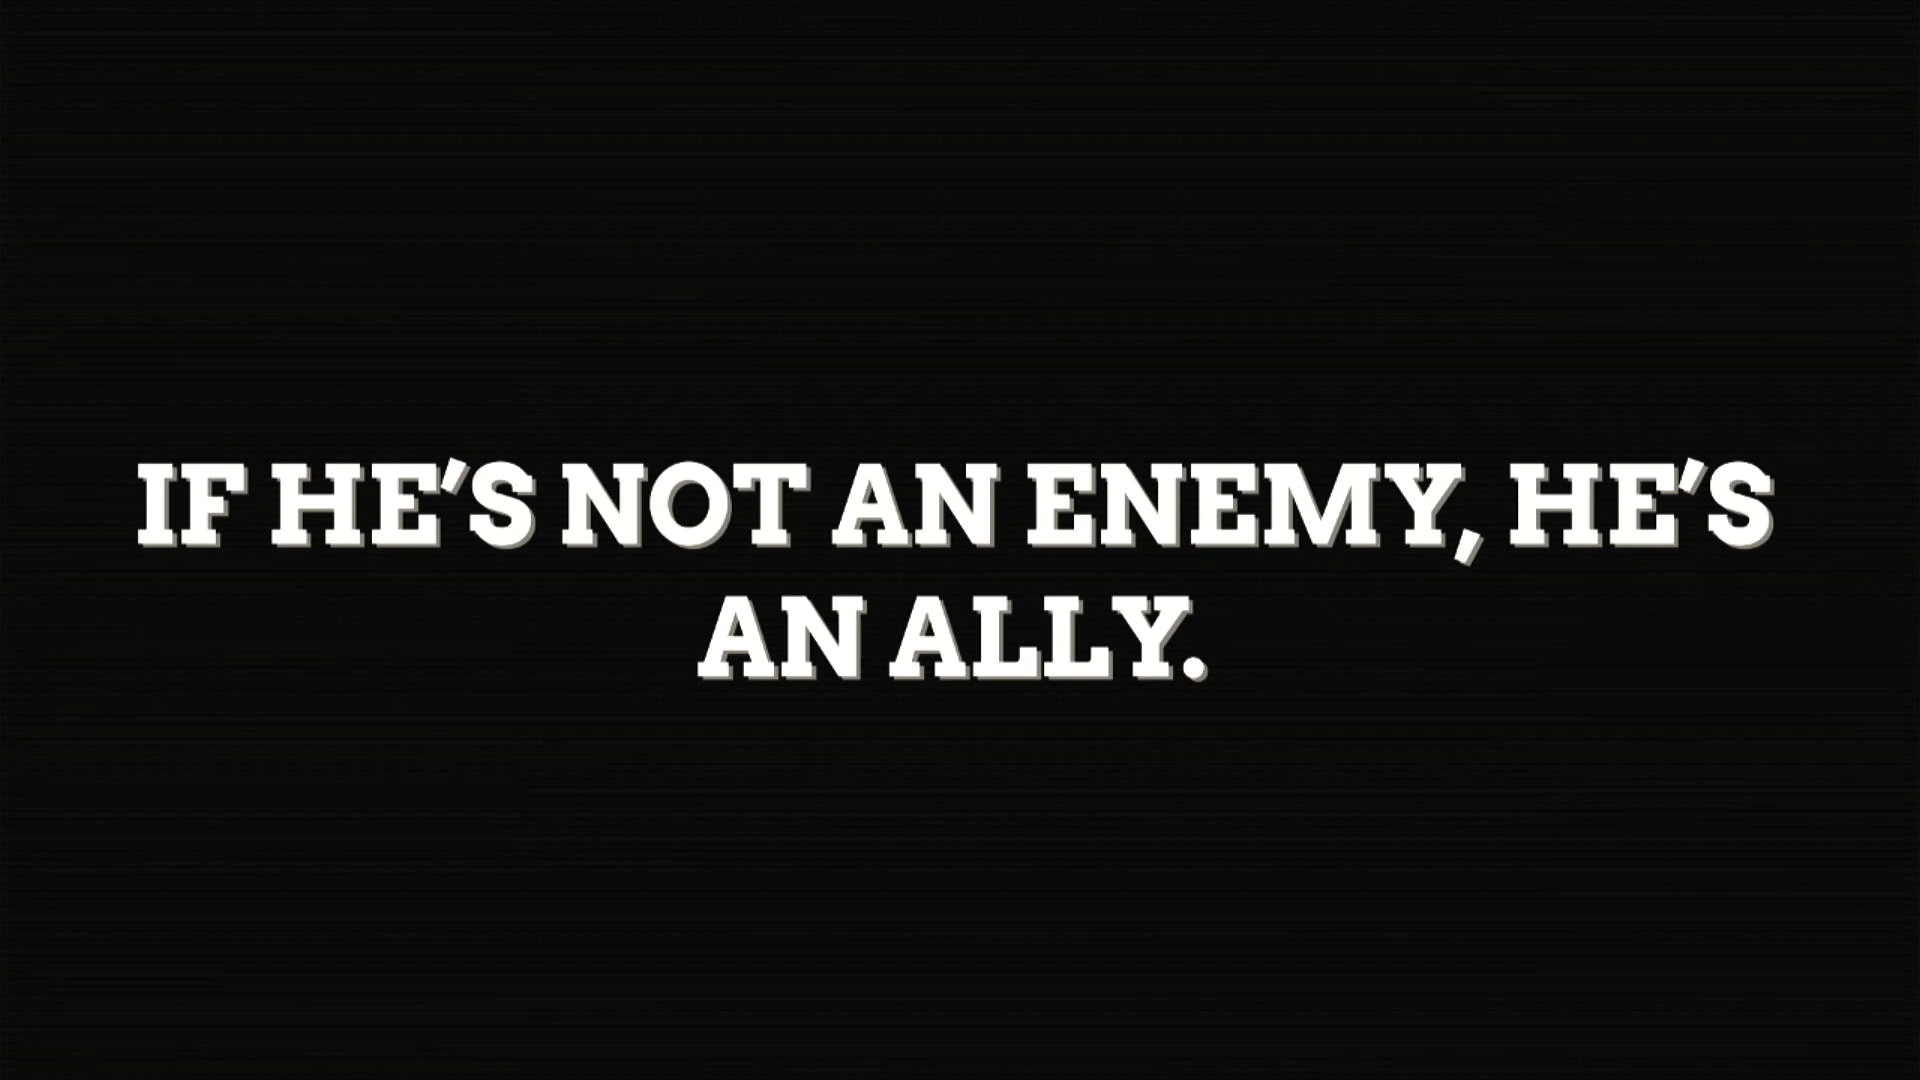 IF HE’S NOT AN ENEMY, HE’S
AN ALLY.